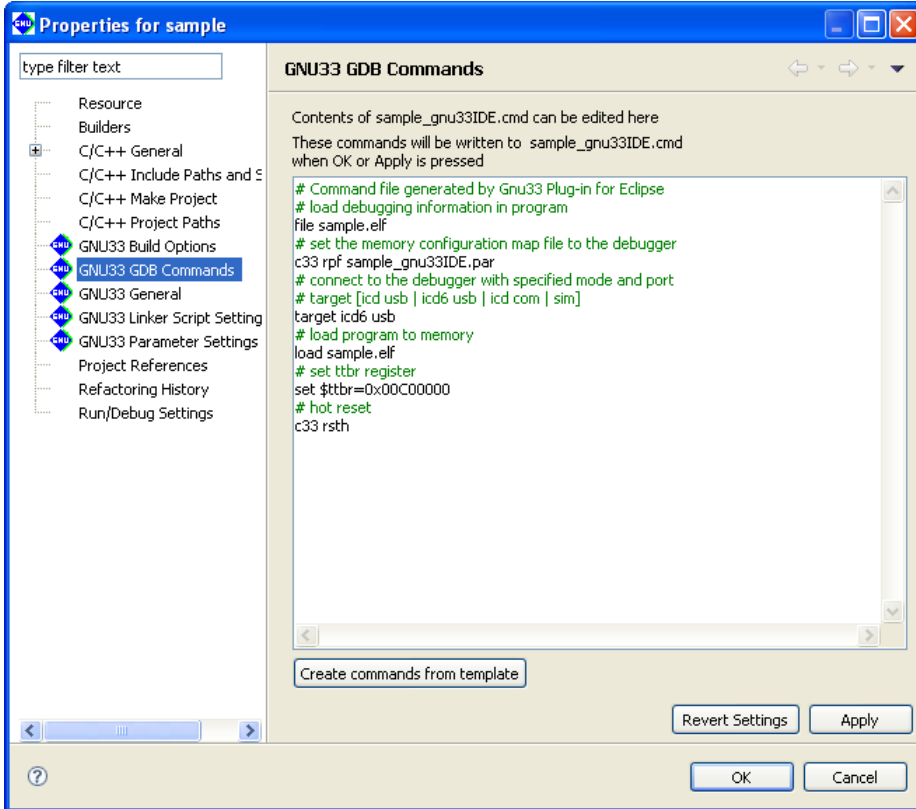 Properties for sample
type filter text
Resource
Builders
C/C++ General
C/C++ Include Paths and S
C/C++ Make Project
C/C++ Project Paths
GNU33 Build Options
GNU33 GDB Commands
GNU33 General
GNU33 Linker Script Setting
GNU33 Parameter Settings
Project References
Refactoring History
Run/Debug Settings
GNU33 GDB Commands
Contents of sample_gnu33IDE.cmd can be edited here
These commands will be written to  sample_gnu33IDE.cmd
when OK or Apply is pressed
# Command file generated by Gnu33 Plug-in for Eclipse
# load debugging information in program
file sample.elf
# set the memory configuration map file to the debugger
c33 rpf sample_gnu33IDE.par
# connect to the debugger with specified mode and port
# target [icd usb | icd6 usb | icd com | sim]
target icd6 usb
# load program to memory
load sample.elf
# set ttbr register
set $ttbr=0x00C00000
# hot reset
c33 rsth
Create commands from template
Revert Settings
Apply
OK
Cancel